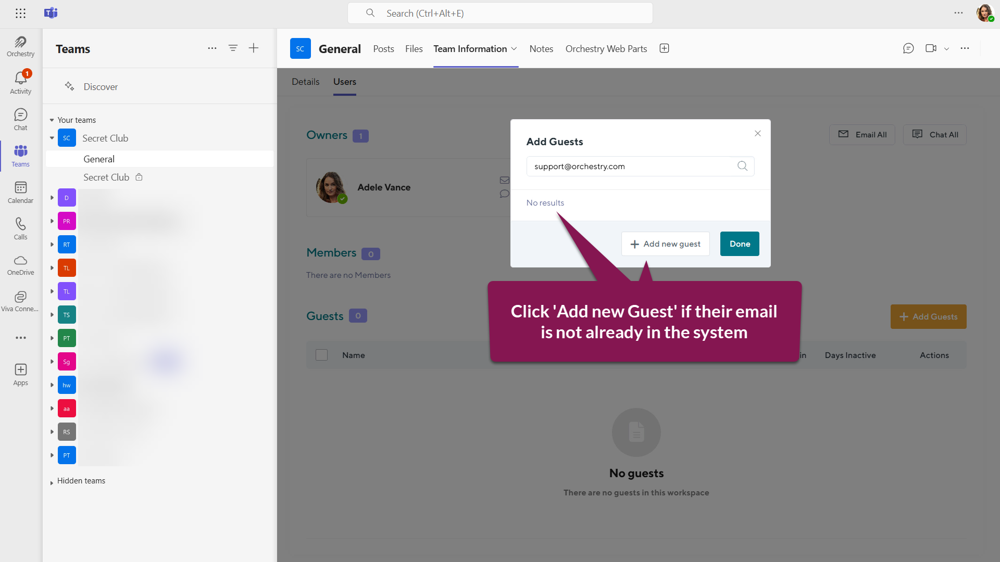 Search (Ctrl+Alt+E)
Orchestry
1
Activity
Chat
Teams
Calendar
Calls
OneDrive
Viva Conne...
Apps
Teams
Discover
Your teams
SC Secret Club
General
Secret Club
D
PR
RT
TL
TL
TS
PT
Sg
hw
aa
RS
PT
Hidden teams
SC General Posts Files Team Information Notes Orchestry Web Parts
Details Users
Owners 1
Email All Chat All
Adele Vance
Members 0
There are no Members
Guests 0
Add Guests
Name in Days Inactive Actions
No guests
There are no guests in this workspace
Add Guests
support@orchestry.com
No results
Add new guest Done
Click 'Add new Guest' if their email
is not already in the system